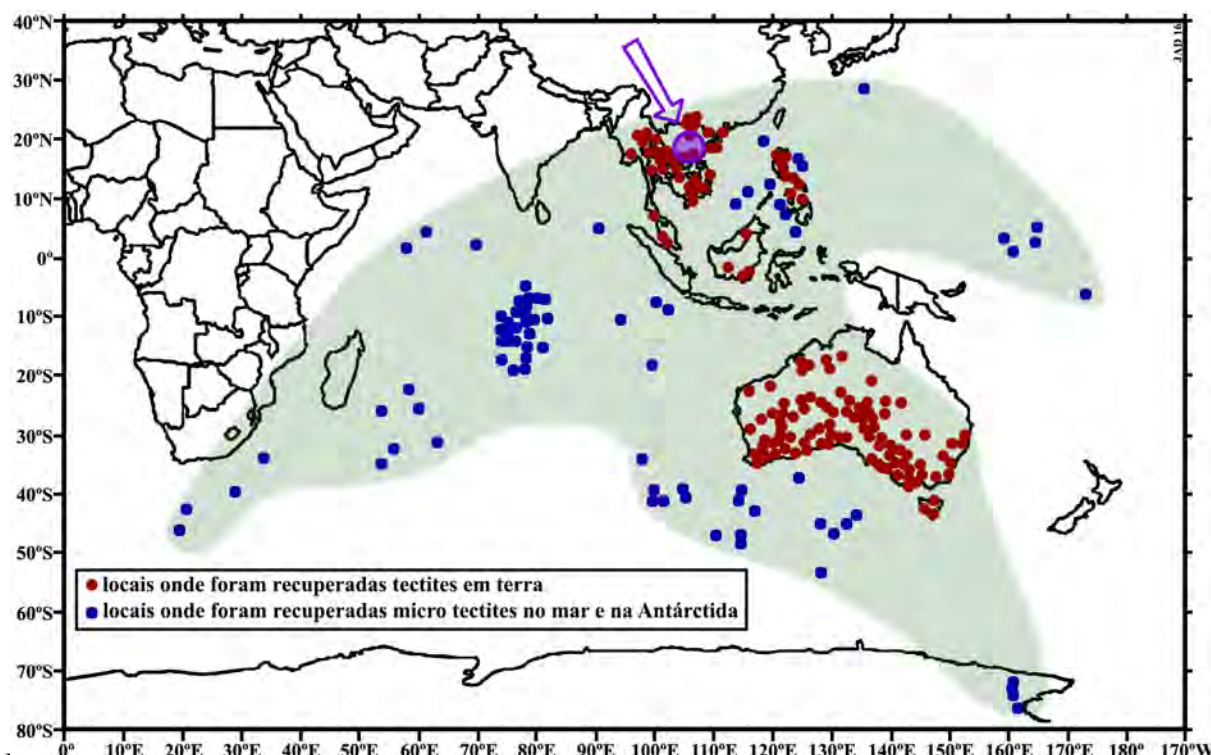 40°N
30°N
20°N
10°N
0°
10°S
20°S
30°S
40°S
50°S
60°S
70°S
80°S
JAD 16
locais onde foram recuperadas tectites em terra
locais onde foram recuperadas micro tectites no mar e na Antárctida
0° 10°E 20°E 30°E 40°E 50°E 60°E 70°E 80°E 90°E 100°E 110°E 120°E 130°E 140°E 150°E 160°E 170°E 180° 170°W